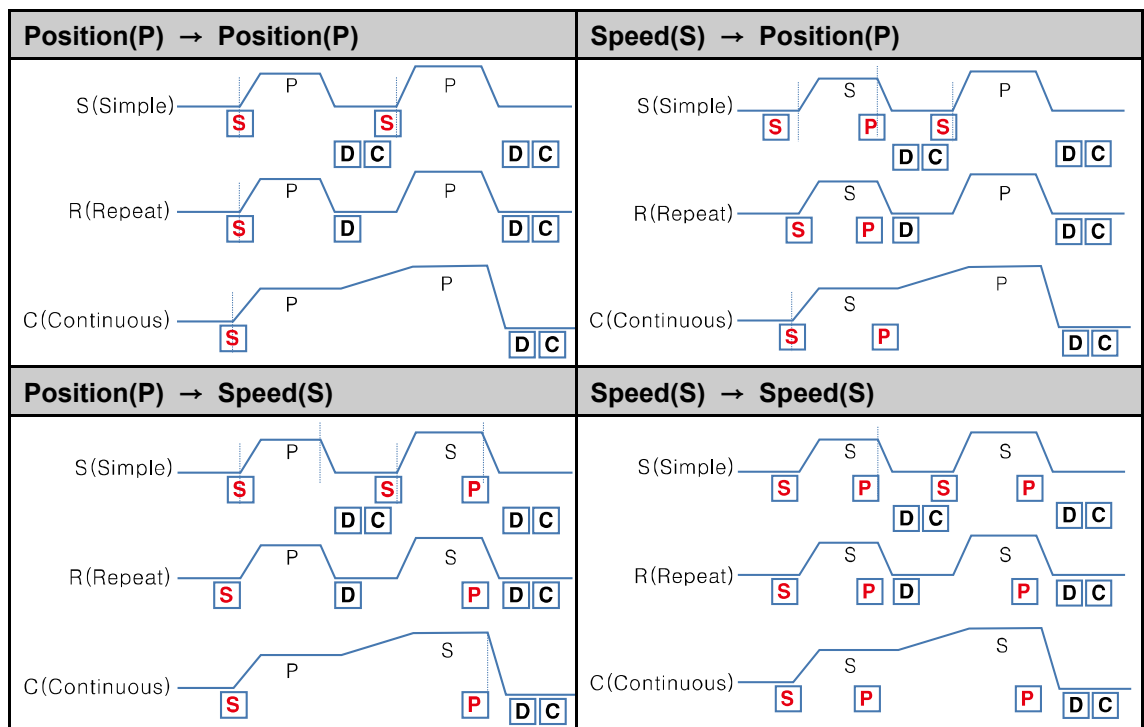 Position(P) → Position(P)
P P
S(Simple)
S S
D C D C
P P
R(Repeat)
S D D C
P P
C(Continuous)
S
D C
Speed(S) → Position(P)
S P
S(Simple)
S P S
D C D C
S P
R(Repeat)
S P D D C
S P
C(Continuous)
S P
D C
Position(P) → Speed(S)
P S
S(Simple)
S S P
D C D C
P S
R(Repeat)
S D P D C
P S
C(Continuous)
S P D C
Speed(S) → Speed(S)
S S
S(Simple)
S P S P
D C D C
S S
R(Repeat)
S P D P D C
S S
C(Continuous)
S P P D C